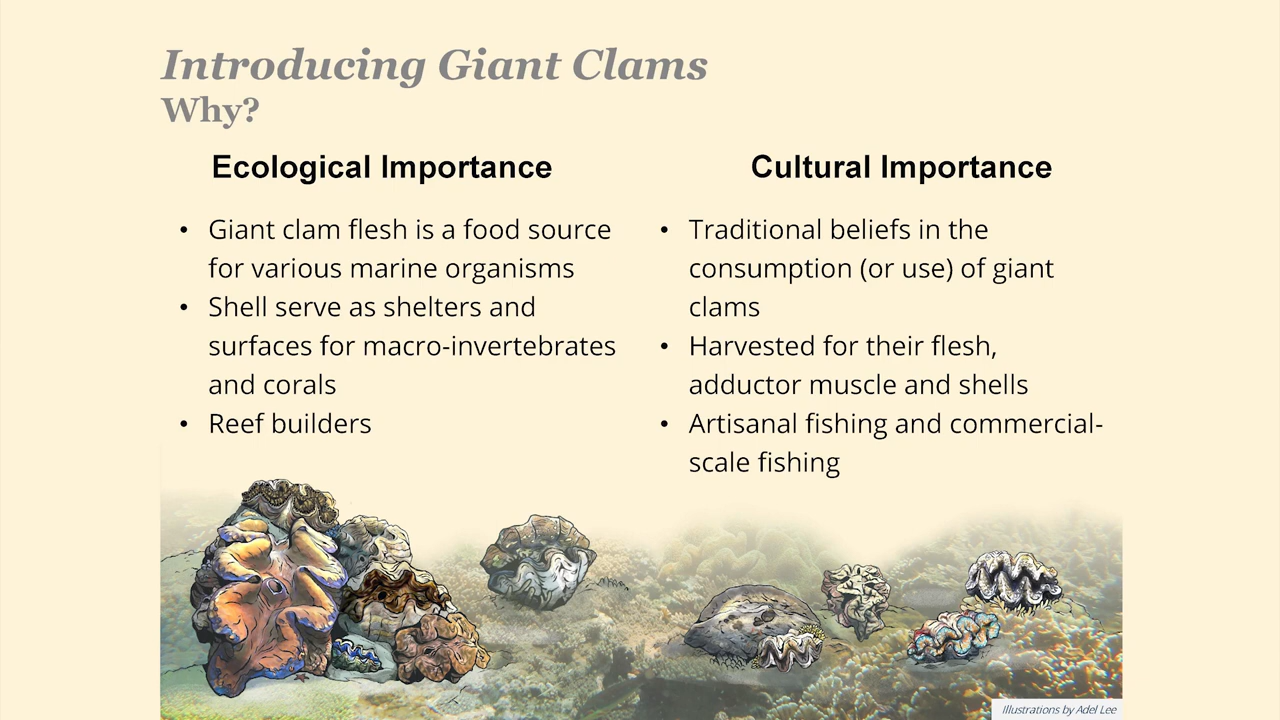 Introducing Giant Clams
Why?
Ecological Importance
• Giant clam flesh is a food source
for various marine organisms
• Shell serve as shelters and
surfaces for macro-invertebrates
and corals
• Reef builders
Cultural Importance
• Traditional beliefs in the
consumption (or use) of giant
clams
• Harvested for their flesh,
adductor muscle and shells
• Artisanal fishing and commercial-
scale fishing
Illustrations by Adel Lee